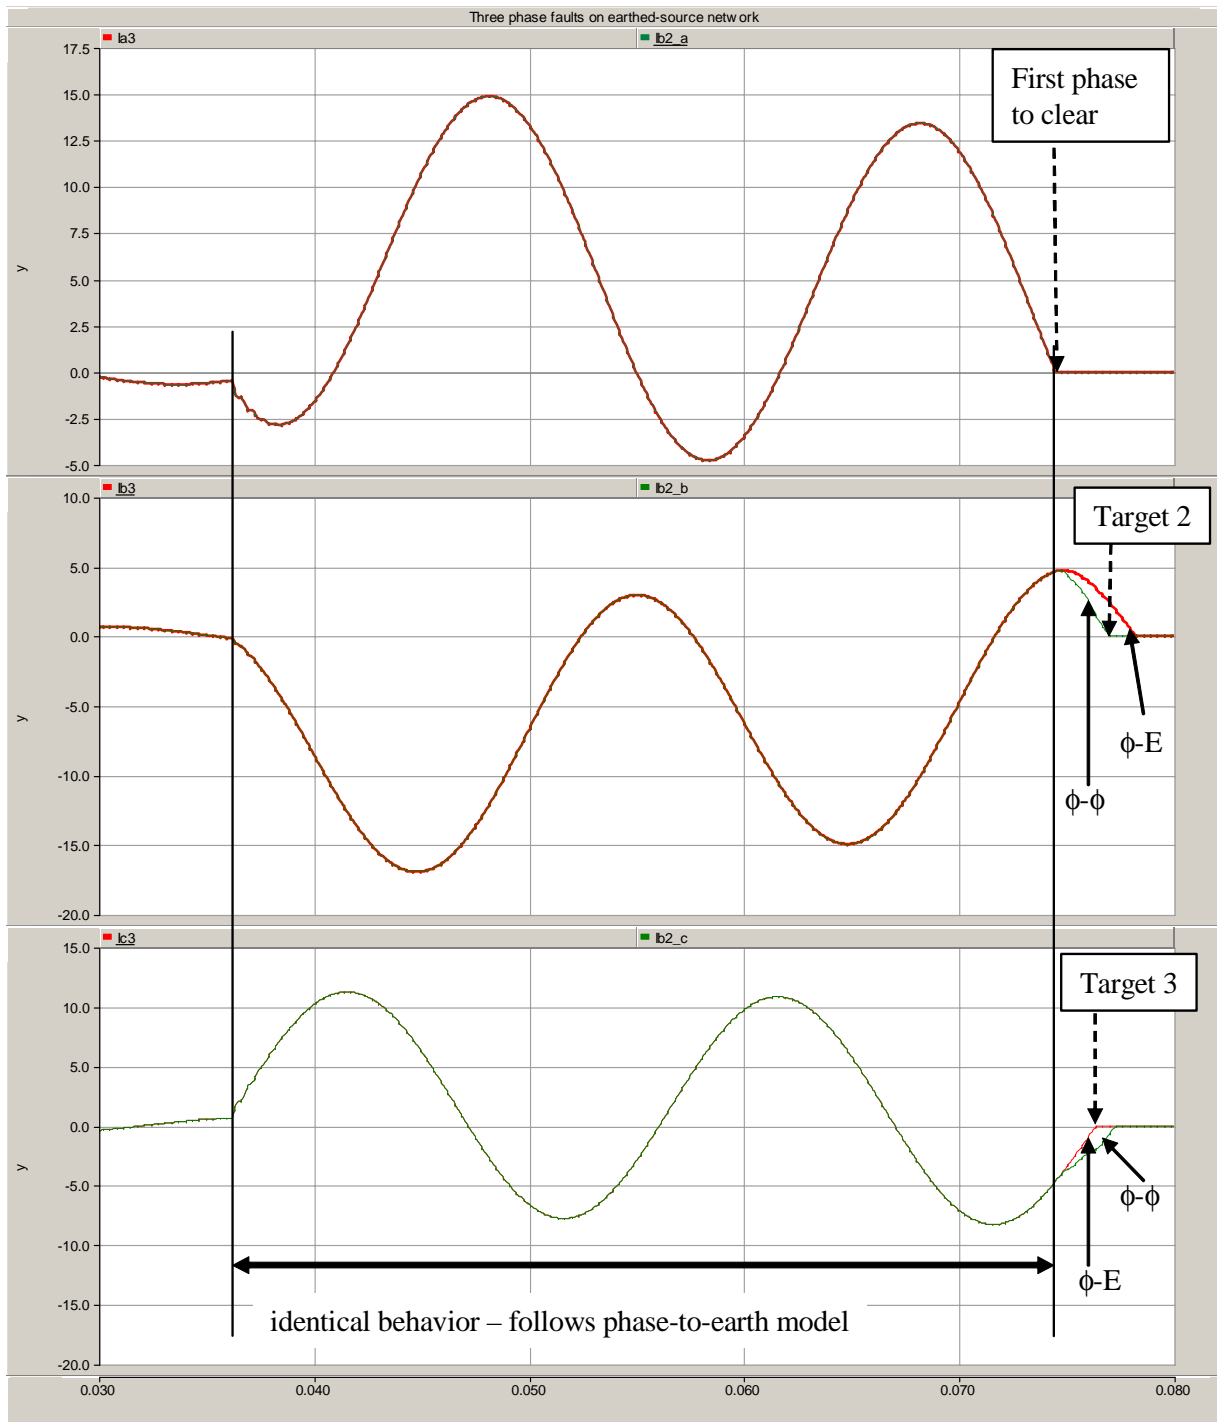 Three phase faults on earthed-source network
Ia3 Ib2_a
17.5
15.0
12.5
10.0
7.5
5.0
2.5
0.0
-2.5
-5.0
y
First phase
to clear
Ib3 Ib2_b
10.0
5.0
0.0
-5.0
-10.0
-15.0
-20.0
y
Target 2
ϕ-E
ϕ-ϕ
Ic3 Ib2_c
15.0
10.0
5.0
0.0
-5.0
-10.0
-15.0
-20.0
y
Target 3
ϕ-ϕ
ϕ-E
identical behavior – follows phase-to-earth model
0.030 0.040 0.050 0.060 0.070 0.080